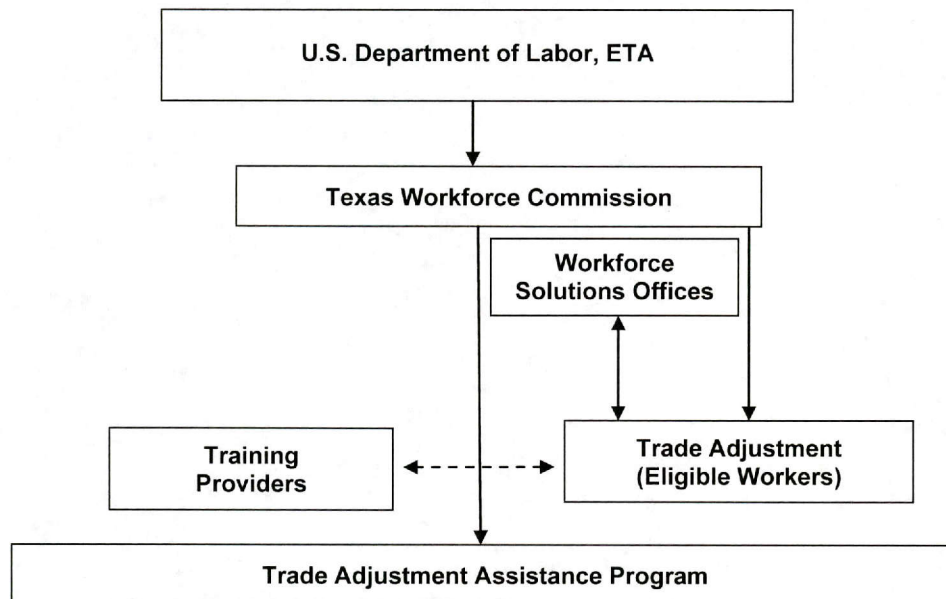 U.S. Department of Labor, ETA
Texas Workforce Commission
Workforce
Solutions Offices
Training
Providers
Trade Adjustment
(Eligible Workers)
Trade Adjustment Assistance Program